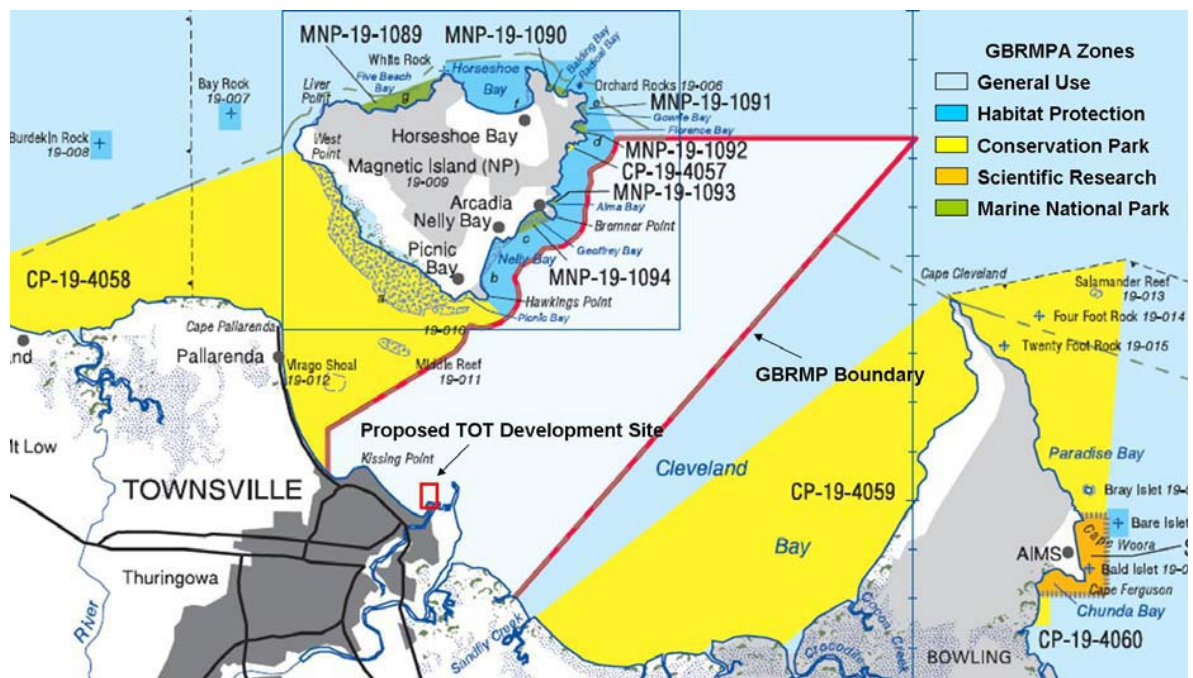 MNP-19-1089
MNP-19-1090
White Rock
Five Beach
Bay
Horseshoe
Bay
Balding Bay
Radical Bay
Liver
Point
Orchard Rocks 19-006
MNP-19-1091
Gowrie Bay
Florence Bay
MNP-19-1092
CP-19-4057
MNP-19-1093
Bay Rock
19-007
Burdekin Rock
19-008
West
Point
g
f
e
d
Horseshoe Bay
Magnetic Island (NP)
19-009
Arcadia
Nelly Bay
Alma Bay
Bremner Point
Geoffrey Bay
c
Nelly Bay
MNP-19-1094
Picnic
Bay
b
a
Hawkings Point
Picnic Bay
19-010
GBRMPA Zones
General Use
Habitat Protection
Conservation Park
Scientific Research
Marine National Park
CP-19-4058
Cape Pallarenda
Pallarenda
Virago Shoal
19-012
Middle Reef
19-011
and
Mt Low
Cape Cleveland
Salamander Reef
19-013
Four Foot Rock 19-014
Twenty Foot Rock 19-015
GBRMP Boundary
Proposed TOT Development Site
Kissing Point
TOWNSVILLE
Thuringowa
River
Cleveland
Bay
CP-19-4059
Paradise Bay
Bray Islet 19-
Bare Islet
Cape Woora
S
AIMS
Bald Islet 19-0
Cape Ferguson
Chunda Bay
CP-19-4060
Sandfly Creek
Crocodile
Creek
BOWLING